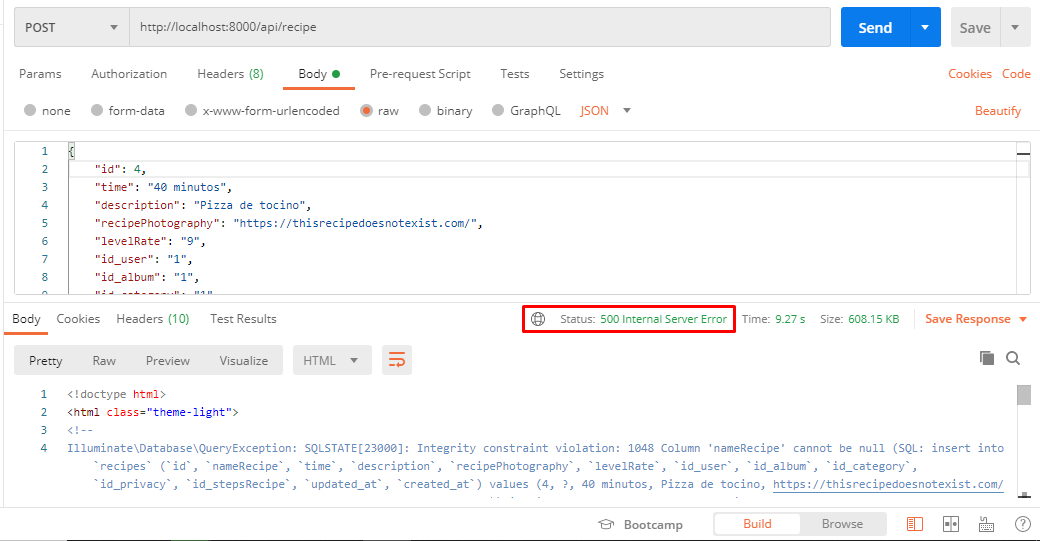 POST http://localhost:8000/api/recipe Send Save
Params Authorization Headers (8) Body Pre-request Script Tests Settings Cookies Code
none form-data x-www-form-urlencoded raw binary GraphQL JSON Beautify
1 {
2 "id": 4,
3 "time": "40 minutos",
4 "description": "Pizza de tocino",
5 "recipePhotography": "https://thisrecipedoesnotexist.com/",
6 "levelRate": "9",
7 "id_user": "1",
8 "id_album": "1",
Body Cookies Headers (10) Test Results Status: 500 Internal Server Error Time: 9.27 s Size: 608.15 KB Save Response
Pretty Raw Preview Visualize HTML
1 <!doctype html>
2 <html class="theme-light">
3 <!--
4 Illuminate\Database\QueryException: SQLSTATE[23000]: Integrity constraint violation: 1048 Column 'nameRecipe' cannot be null (SQL: insert into
`recipes` (`id`, `nameRecipe`, `time`, `description`, `recipePhotography`, `levelRate`, `id_user`, `id_album`, `id_category`,
`id_privacy`, `id_stepsRecipe`, `updated_at`, `created_at`) values (4, ?, 40 minutos, Pizza de tocino, https://thisrecipedoesnotexist.com/
Bootcamp Build Browse